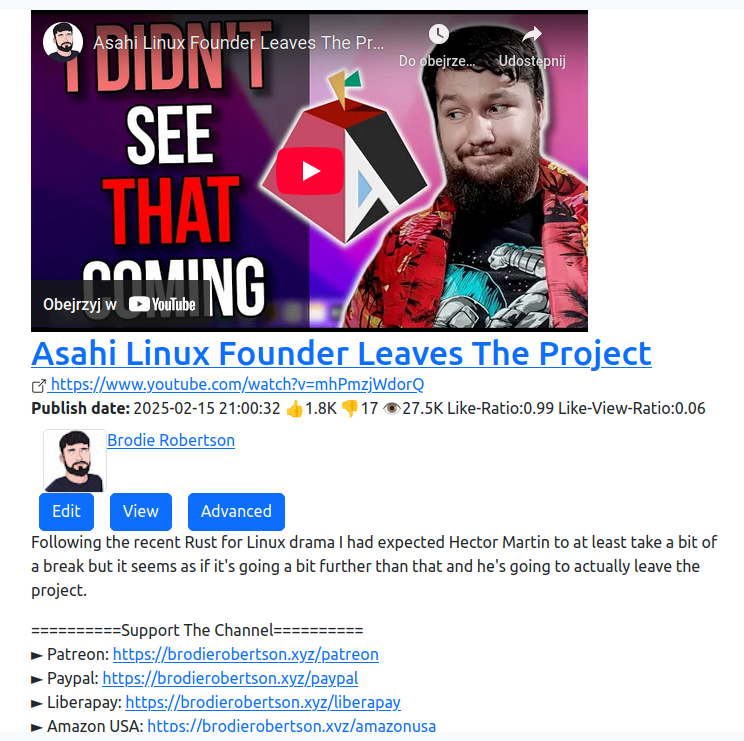 Asahi Linux Founder Leaves The Pr...
Do obejrze...
Udostępnij
I DIDN'T
SEE
THAT
COMING
Obejrzyj w YouTube
Asahi Linux Founder Leaves The Project
https://www.youtube.com/watch?v=mhPmzjWdorQ
Publish date: 2025-02-15 21:00:32 👍1.8K 👎17 👁27.5K Like-Ratio:0.99 Like-View-Ratio:0.06
Brodie Robertson
Edit
View
Advanced
Following the recent Rust for Linux drama I had expected Hector Martin to at least take a bit of
a break but it seems as if it's going a bit further than that and he's going to actually leave the
project.
==========Support The Channel==========
► Patreon: https://brodierobertson.xyz/patreon
► Paypal: https://brodierobertson.xyz/paypal
► Liberapay: https://brodierobertson.xyz/liberapay
► Amazon USA: https://brodierobertson.xyz/amazonusa